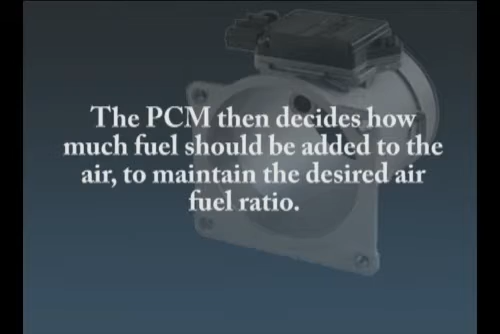 The PCM then decides how
much fuel should be added to the
air, to maintain the desired air
fuel ratio.